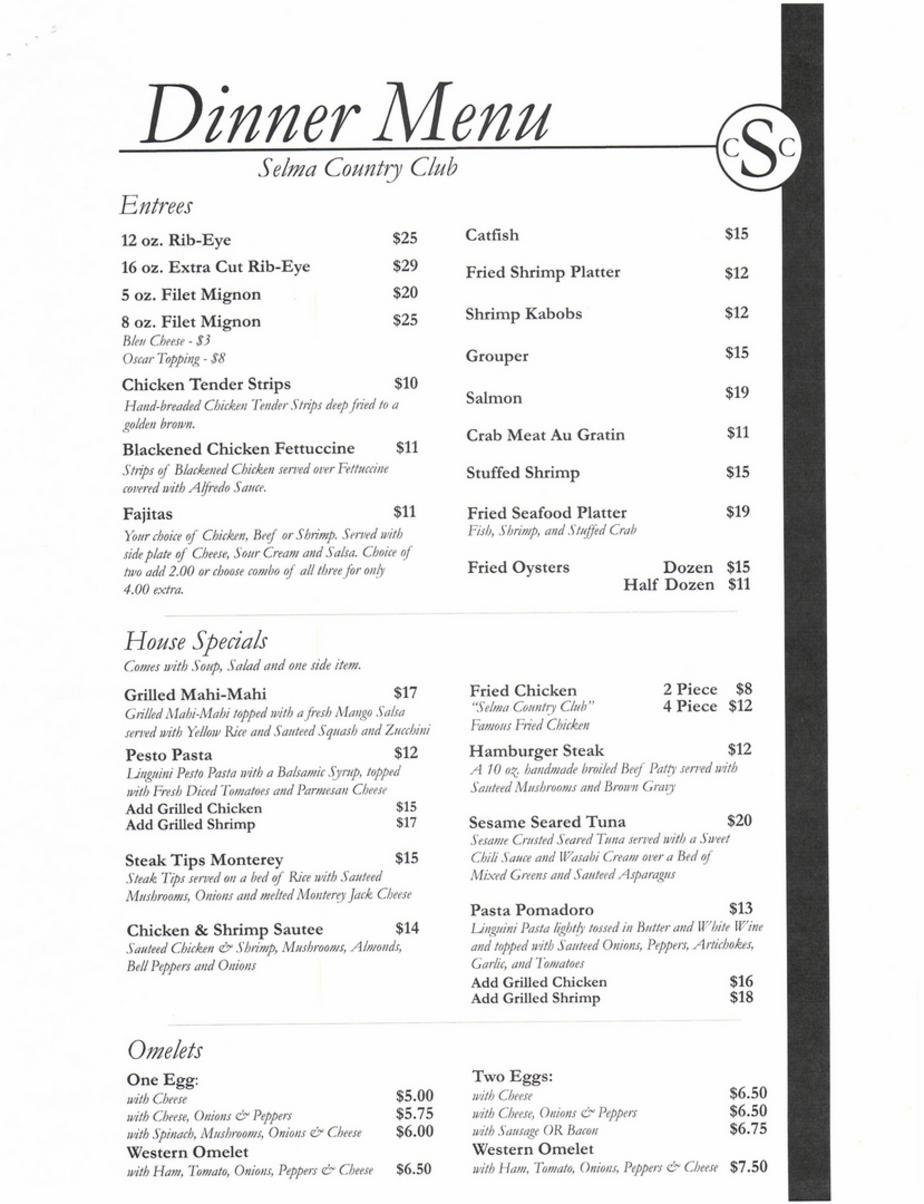 Dinner Menu
CSC
Selma Country Club
Entrees
12 oz. Rib-Eye $25
16 oz. Extra Cut Rib-Eye $29
5 oz. Filet Mignon $20
8 oz. Filet Mignon $25
Bleu Cheese - $3
Oscar Topping - $8
Chicken Tender Strips $10
Hand-breaded Chicken Tender Strips deep fried to a
golden brown.
Blackened Chicken Fettuccine $11
Strips of Blackened Chicken served over Fettuccine
covered with Alfredo Sauce.
Fajitas $11
Your choice of Chicken, Beef or Shrimp. Served with
side plate of Cheese, Sour Cream and Salsa. Choice of
two add 2.00 or choose combo of all three for only
4.00 extra.
Catfish $15
Fried Shrimp Platter $12
Shrimp Kabobs $12
Grouper $15
Salmon $19
Crab Meat Au Gratin $11
Stuffed Shrimp $15
Fried Seafood Platter $19
Fish, Shrimp, and Stuffed Crab
Fried Oysters Dozen $15
Half Dozen $11
House Specials
Comes with Soup, Salad and one side item.
Grilled Mahi-Mahi $17
Grilled Mahi-Mahi topped with a fresh Mango Salsa
served with Yellow Rice and Sauteed Squash and Zucchini
Pesto Pasta $12
Linguini Pesto Pasta with a Balsamic Syrup, topped
with Fresh Diced Tomatoes and Parmesan Cheese
Add Grilled Chicken $15
Add Grilled Shrimp $17
Steak Tips Monterey $15
Steak Tips served on a bed of Rice with Sauteed
Mushrooms, Onions and melted Monterey Jack Cheese
Chicken & Shrimp Sautee $14
Sauteed Chicken & Shrimp, Mushrooms, Almonds,
Bell Peppers and Onions
Fried Chicken 2 Piece $8
"Selma Country Club" 4 Piece $12
Famous Fried Chicken
Hamburger Steak $12
A 10 oz. handmade broiled Beef Patty served with
Sauteed Mushrooms and Brown Gravy
Sesame Seared Tuna $20
Sesame Crusted Seared Tuna served with a Sweet
Chili Sauce and Wasabi Cream over a Bed of
Mixed Greens and Sauteed Asparagus
Pasta Pomadoro $13
Linguini Pasta lightly tossed in Butter and White Wine
and topped with Sauteed Onions, Peppers, Artichokes,
Garlic, and Tomatoes
Add Grilled Chicken $16
Add Grilled Shrimp $18
Omelets
One Egg:
with Cheese $5.00
with Cheese, Onions & Peppers $5.75
with Spinach, Mushrooms, Onions & Cheese $6.00
Western Omelet
with Ham, Tomato, Onions, Peppers & Cheese $6.50
Two Eggs:
with Cheese $6.50
with Cheese, Onions & Peppers $6.50
with Sausage OR Bacon $6.75
Western Omelet
with Ham, Tomato, Onions, Peppers & Cheese $7.50